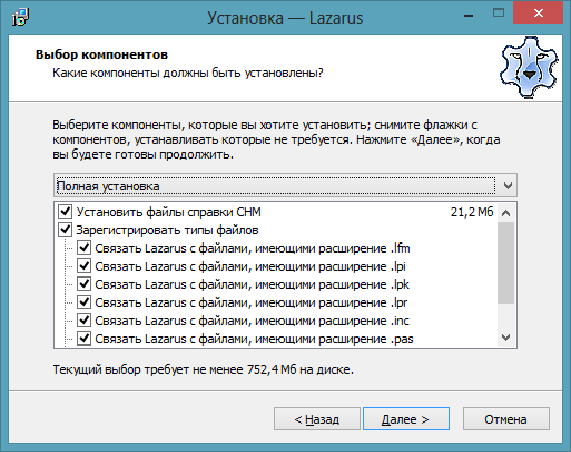 Установка — Lazarus
Выбор компонентов
Какие компоненты должны быть установлены?
Выберите компоненты, которые вы хотите установить; снимите флажки с
компонентов, устанавливать которые не требуется. Нажмите «Далее», когда
вы будете готовы продолжить.
Полная установка
Установить файлы справки CHM 21,2 Мб
Зарегистрировать типы файлов
Связать Lazarus с файлами, имеющими расширение .lfm
Связать Lazarus с файлами, имеющими расширение .lpi
Связать Lazarus с файлами, имеющими расширение .lpk
Связать Lazarus с файлами, имеющими расширение .lpr
Связать Lazarus с файлами, имеющими расширение .inc
Связать Lazarus с файлами, имеющими расширение .pas
Текущий выбор требует не менее 752,4 Мб на диске.
< Назад Далее > Отмена